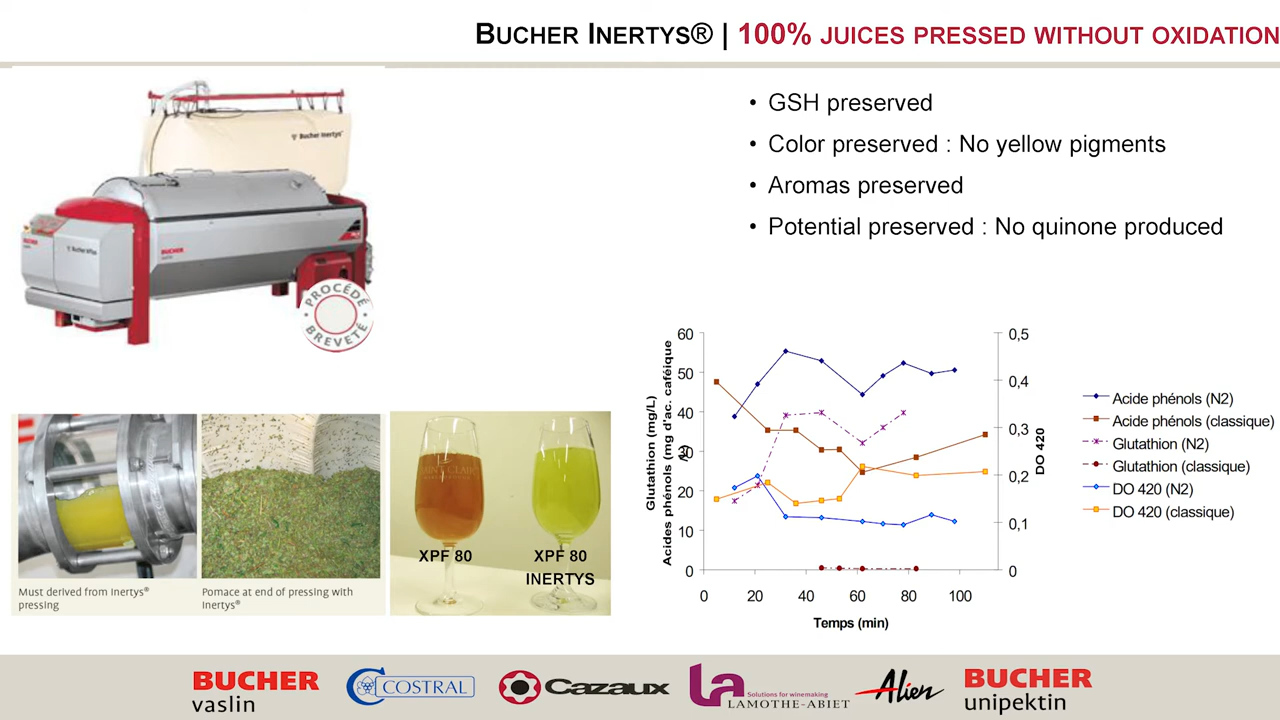 BUCHER INERTYS® | 100% JUICES PRESSED WITHOUT OXIDATION
• GSH preserved
• Color preserved : No yellow pigments
• Aromas preserved
• Potential preserved : No quinone produced
Bucher Inertys
BUCHER
PROCÉDÉ
BREVETÉ
Must derived from Inertys®
pressing
Pomace at end of pressing with
Inertys®
XPF 80
XPF 80
INERTYS
Glutathion (mg/L)
Acides phénols (mg d'ac. caféique
60
50
40
30
20
10
0
0
20
40
60
80
100
Temps (min)
0,5
0,4
0,3
0,2
0,1
0
DO 420
Acide phénols (N2)
Acide phénols (classique)
Glutathion (N2)
Glutathion (classique)
DO 420 (N2)
DO 420 (classique)
BUCHER
vaslin
COSTRAL
Cazaux
La
Solutions for winemaking
LAMOTHE-ABIET
Alien
BUCHER
unipektin